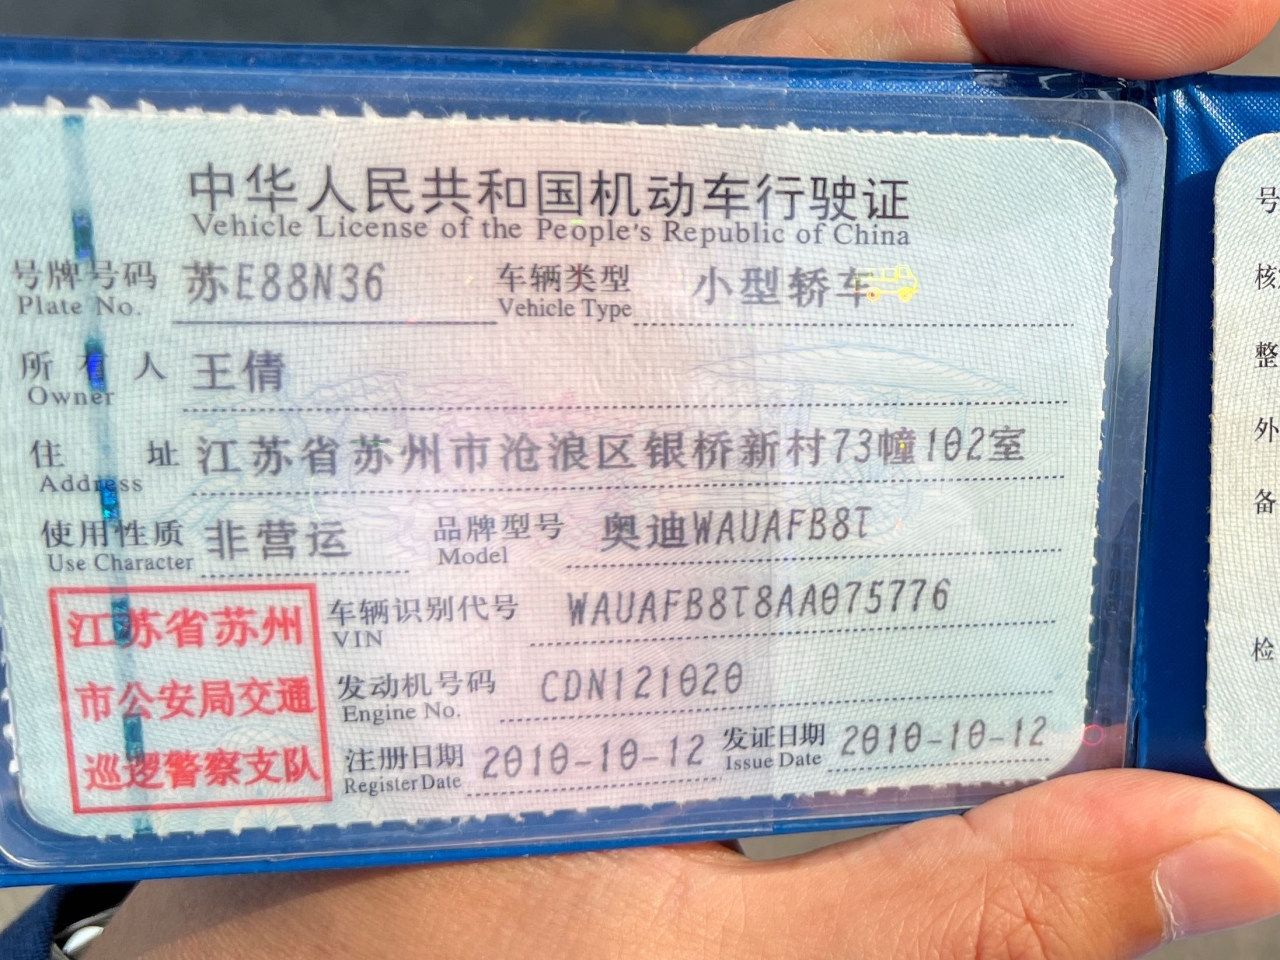 中华人民共和国机动车行驶证
Vehicle License of the People's Republic of China
号牌号码 苏E88N36 车辆类型 小型轿车
Plate No. Vehicle Type
所有人 王倩
Owner
住址 江苏省苏州市沧浪区银桥新村73幢102室
Address
使用性质 非营运 品牌型号 奥迪WAUAFB8T
Use Character Model
车辆识别代号 WAUAFB8T8AA075776
VIN
发动机号码 CDN121020
Engine No.
注册日期 2010-10-12 发证日期 2010-10-12
Register Date Issue Date
江苏省苏州
市公安局交通
巡逻警察支队
号
核
整
外
备
检